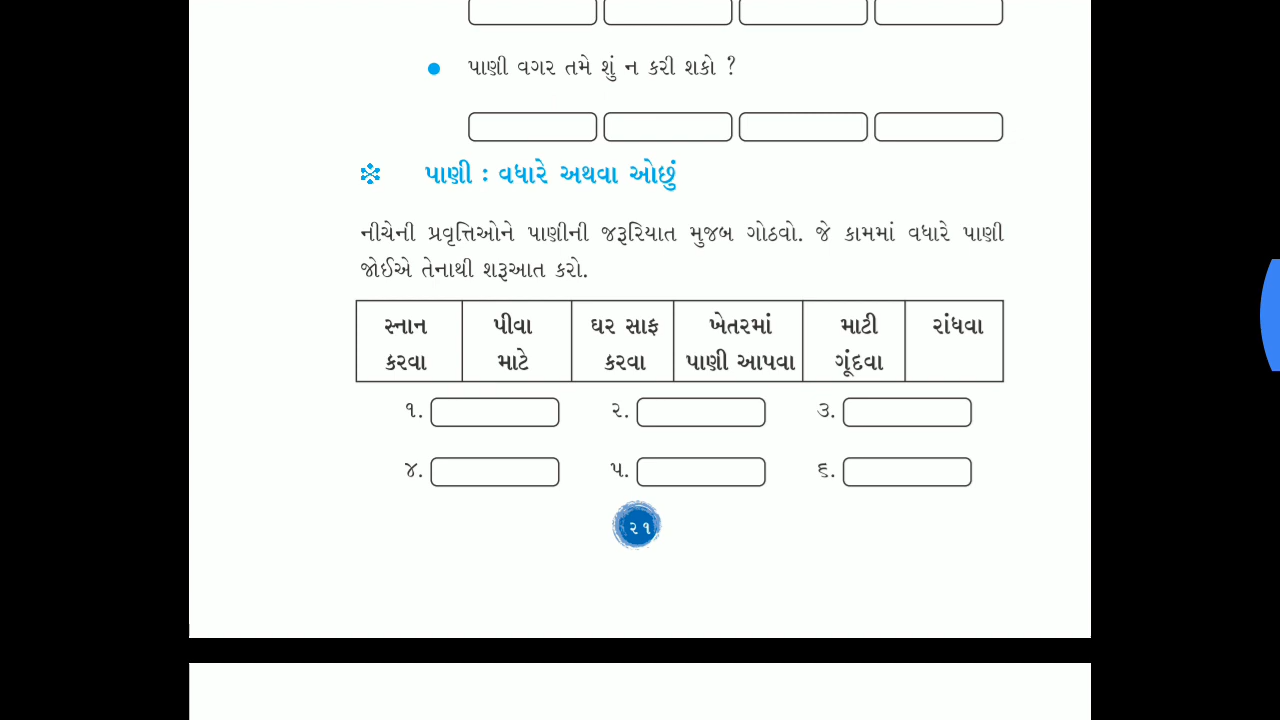 પાણી વગર તમે શું ન કરી શકો ?
પાણી : વધારે અથવા ઓછું
નીચેની પ્રવૃત્તિઓને પાણીની જરૂરિયાત મુજબ ગોઠવો. જે કામમાં વધારે પાણી
જોઈએ તેનાથી શરૂઆત કરો.
સ્નાન પીવા ઘર સાફ ખેતરમાં માટી રાંધવા
કરવા માટે કરવા પાણી આપવા ગૂંદવા
૧. ૨. ૩.
૪. ૫. ૬.
૨૧